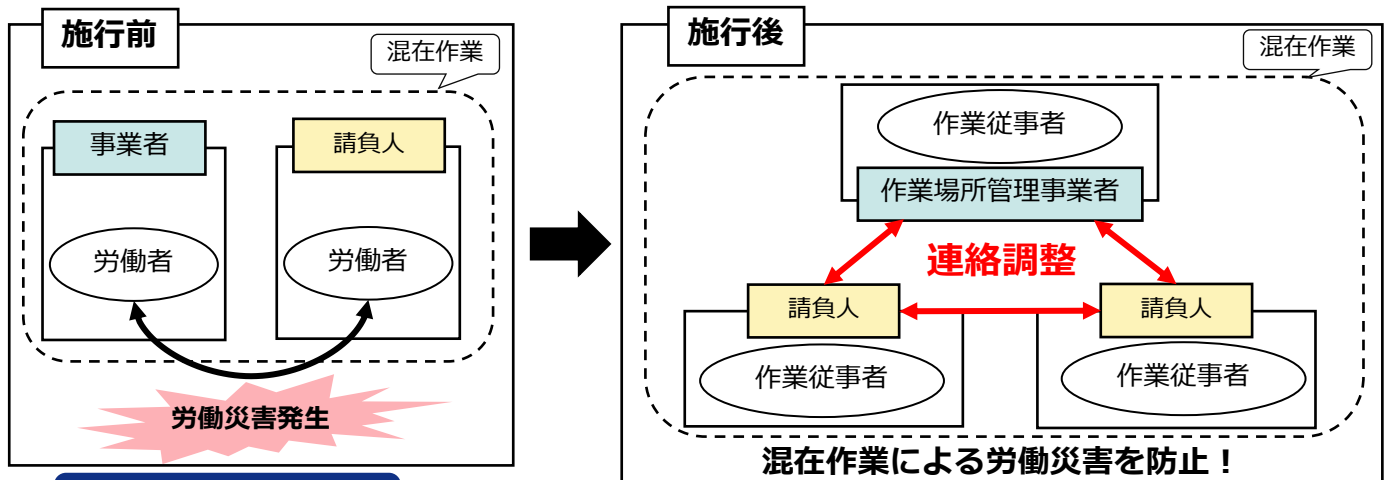 施行前
混在作業
事業者
請負人
労働者
労働者
労働災害発生
施行後
混在作業
作業従事者
作業場所管理事業者
連絡調整
請負人
請負人
作業従事者
作業従事者
混在作業による労働災害を防止！